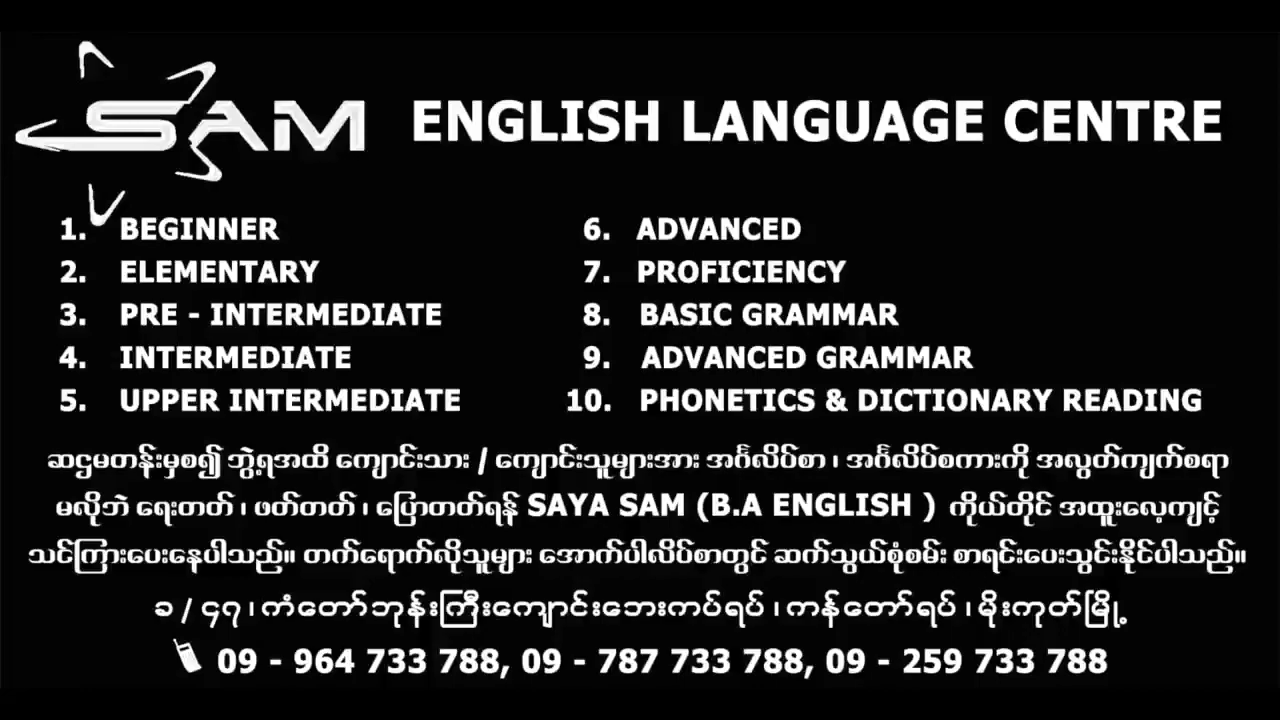 SAM ENGLISH LANGUAGE CENTRE
1. BEGINNER
2. ELEMENTARY
3. PRE - INTERMEDIATE
4. INTERMEDIATE
5. UPPER INTERMEDIATE
6. ADVANCED
7. PROFICIENCY
8. BASIC GRAMMAR
9. ADVANCED GRAMMAR
10. PHONETICS & DICTIONARY READING
ဆဌမတန်းမှစ၍ ဘွဲ့ရအထိ ကျောင်းသား / ကျောင်းသူများအား အင်္ဂလိပ်စာ ၊ အင်္ဂလိပ်စကားကို အလွတ်ကျက်စရာ
မလိုဘဲ ရေးတတ် ၊ ဖတ်တတ် ၊ ပြောတတ်ရန် SAYA SAM (B.A ENGLISH ) ကိုယ်တိုင် အထူးလေ့ကျင့်
သင်ကြားပေးနေပါသည်။ တက်ရောက်လိုသူများ အောက်ပါလိပ်စာတွင် ဆက်သွယ်စုံစမ်း စာရင်းပေးသွင်းနိုင်ပါသည်။
ခ / ၄၇ ၊ ကံတော်ဘုန်းကြီးကျောင်းဘေးကပ်ရပ် ၊ ကန်တော်ရပ် ၊ မိုးကုတ်မြို့
09 - 964 733 788, 09 - 787 733 788, 09 - 259 733 788